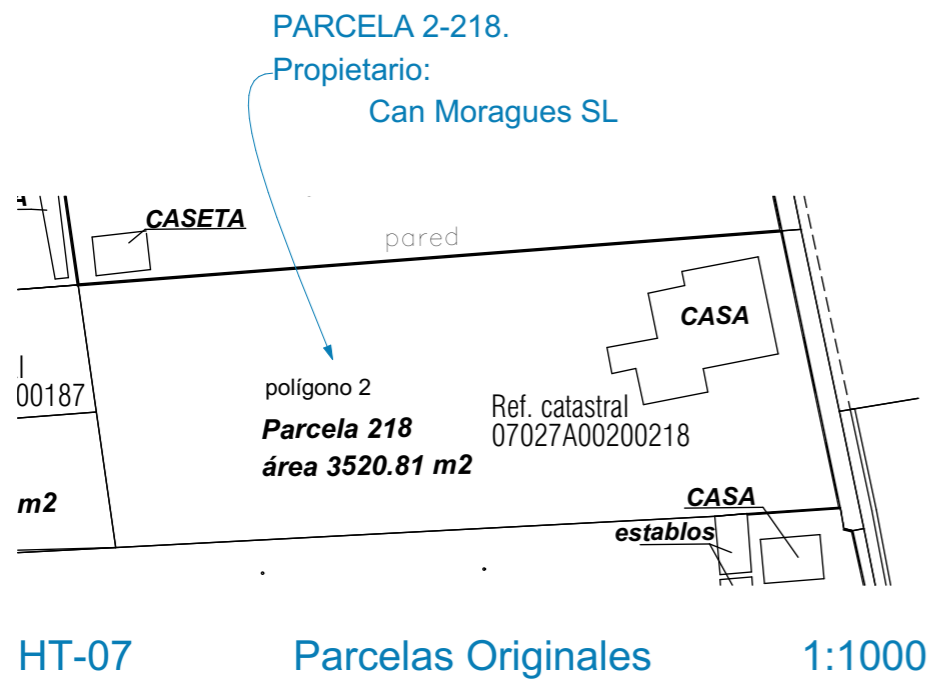 PARCELA 2-218.
Propietario:
Can Moragues SL
CASETA
pared
CASA
l
00187
polígono 2
Parcela 218
área 3520.81 m2
Ref. catastral
07027A00200218
m2
CASA
establos
HT-07 Parcelas Originales 1:1000